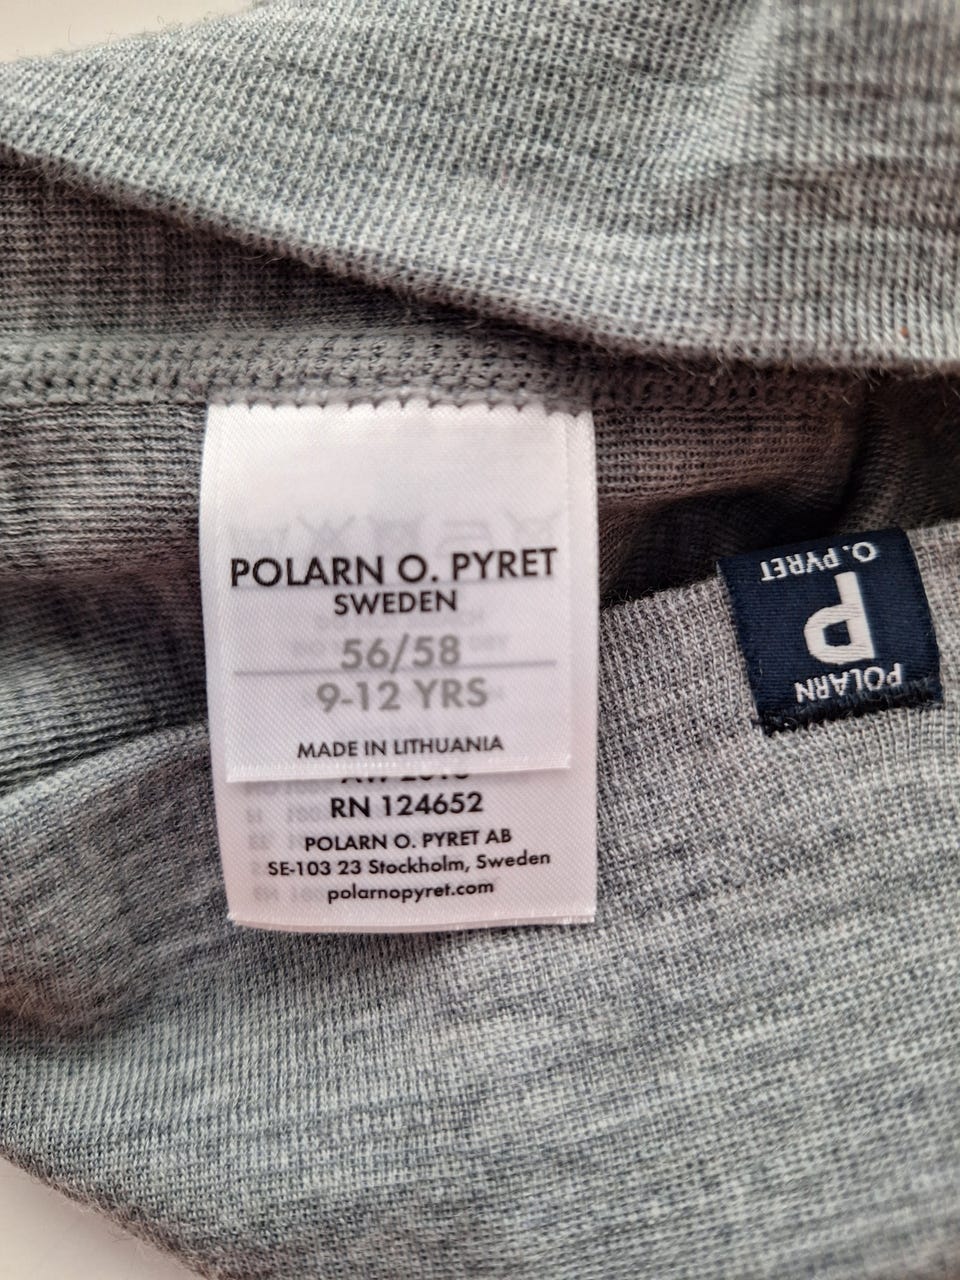 POLARN O. PYRET
SWEDEN
56/58
9-12 YRS
MADE IN LITHUANIA
RN 124652
POLARN O. PYRET AB
SE-103 23 Stockholm, Sweden
polarnopyret.com
POLARN
P
O. PYRET